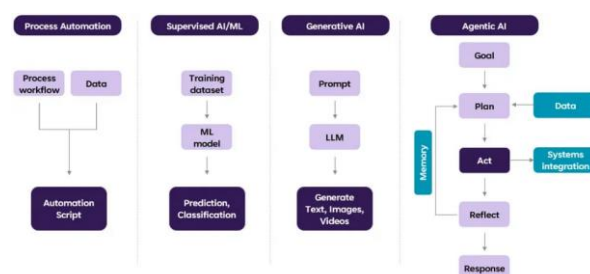 Process Automation
Supervised AI/ML
Generative AI
Agentic AI
Process
workflow
Data
Automation
Script
Training
dataset
ML
model
Prediction,
Classification
Prompt
LLM
Generate
Text, Images,
Videos
Goal
Plan
Data
Memory
Act
Systems
integration
Reflect
Response